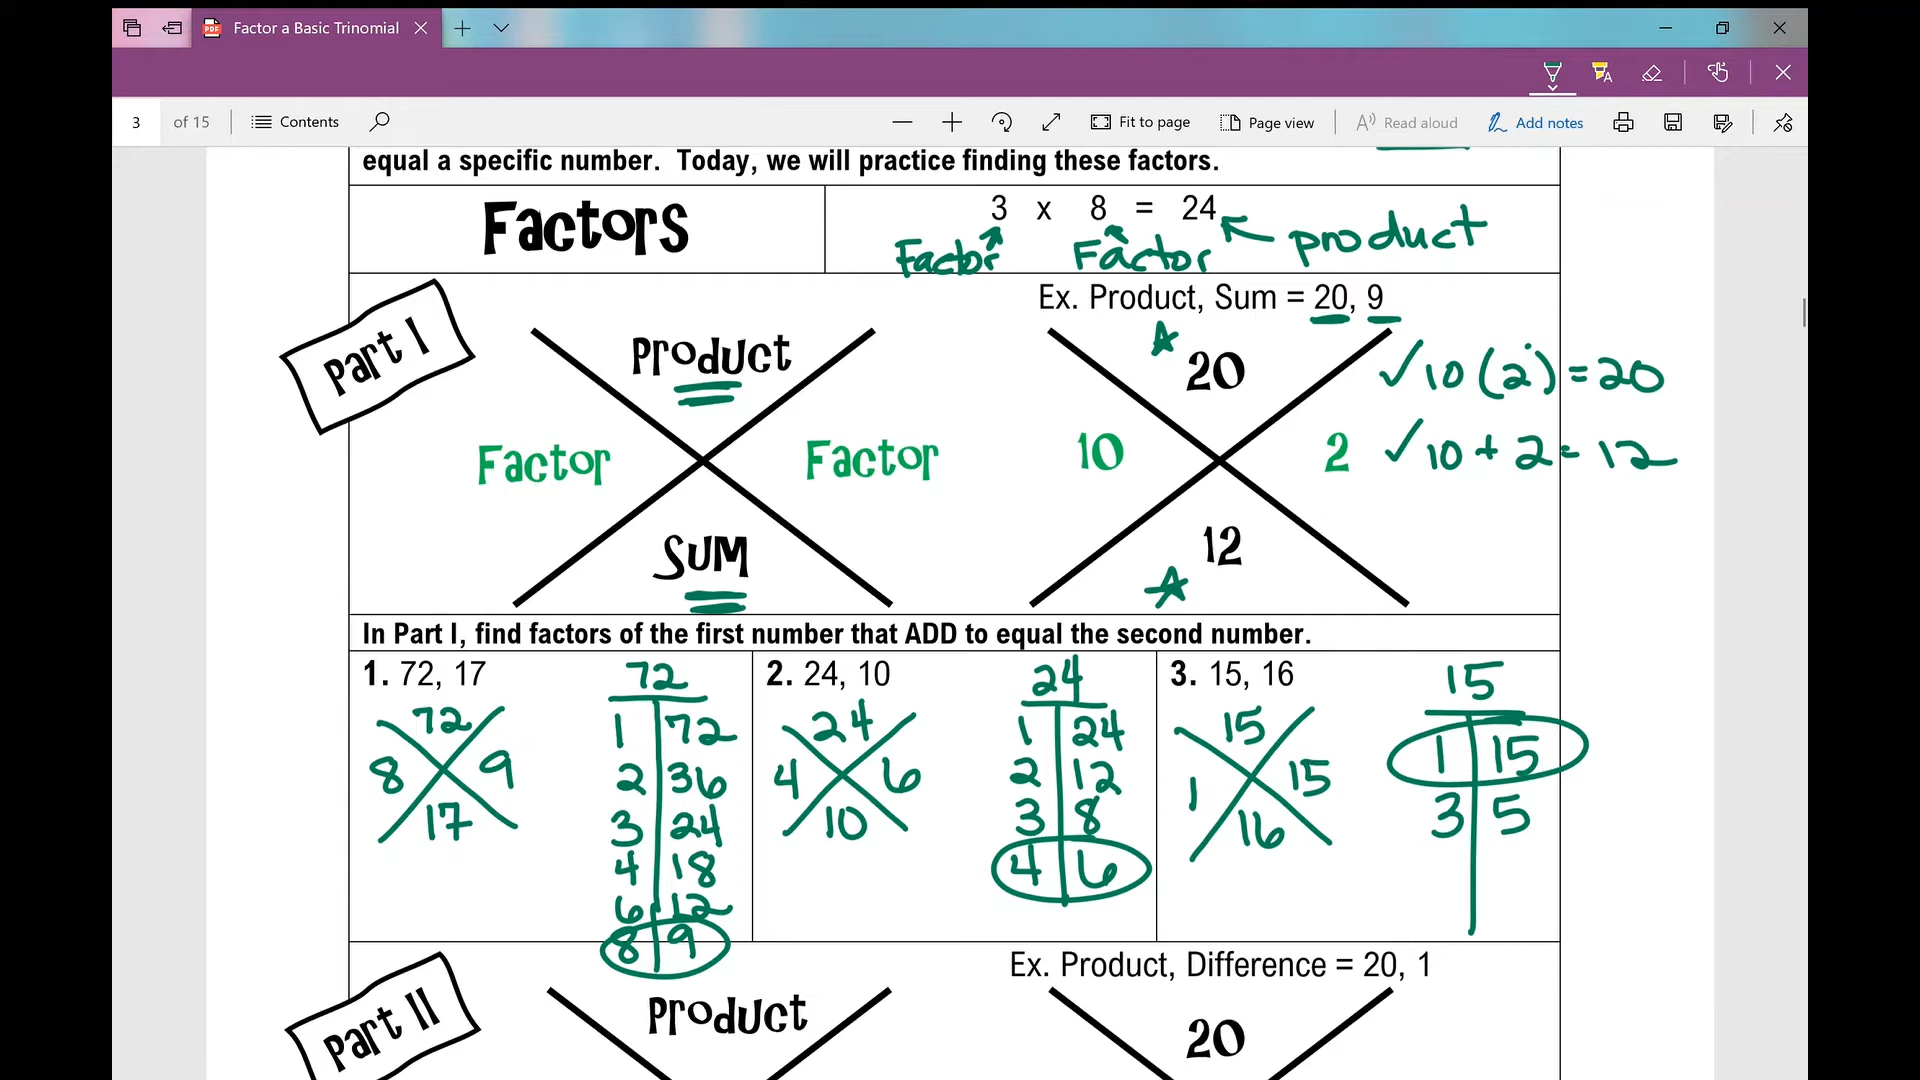 Factor a Basic Trinomial
3 of 15 Contents Fit to page Page view Read aloud Add notes
equal a specific number. Today, we will practice finding these factors.
Factors
3 x 8 = 24
Factor Factor product
Part I
Ex. Product, Sum = 20, 9
Product
Factor Factor
SUM
20
10 2
12
✓10 (2) = 20
✓10 + 2 = 12
In Part I, find factors of the first number that ADD to equal the second number.
1. 72, 17
72
8 9
17
72
1 72
2 36
3 24
4 18
6 12
8 9
2. 24, 10
24
4 6
10
24
1 24
2 12
3 8
4 6
3. 15, 16
15
1 15
16
15
1 15
3 5
Part II
Ex. Product, Difference = 20, 1
Product
20